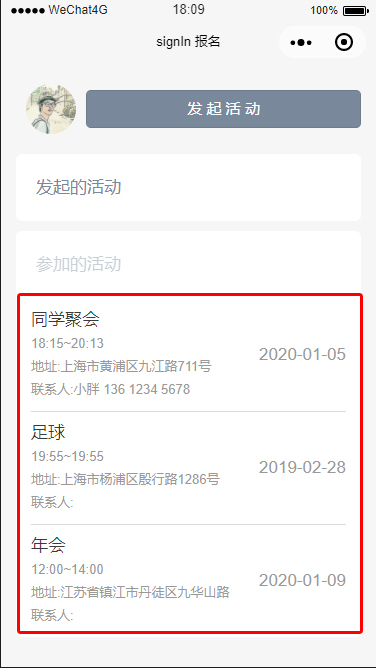 WeChat4G 18:09 100%
signIn 报名
发起活动
发起的活动
参加的活动
同学聚会
18:15~20:13
2020-01-05
地址:上海市黄浦区九江路711号
联系人:小胖 136 1234 5678
足球
19:55~19:55
2019-02-28
地址:上海市杨浦区殷行路1286号
联系人:
年会
12:00~14:00
2020-01-09
地址:江苏省镇江市丹徒区九华山路
联系人: